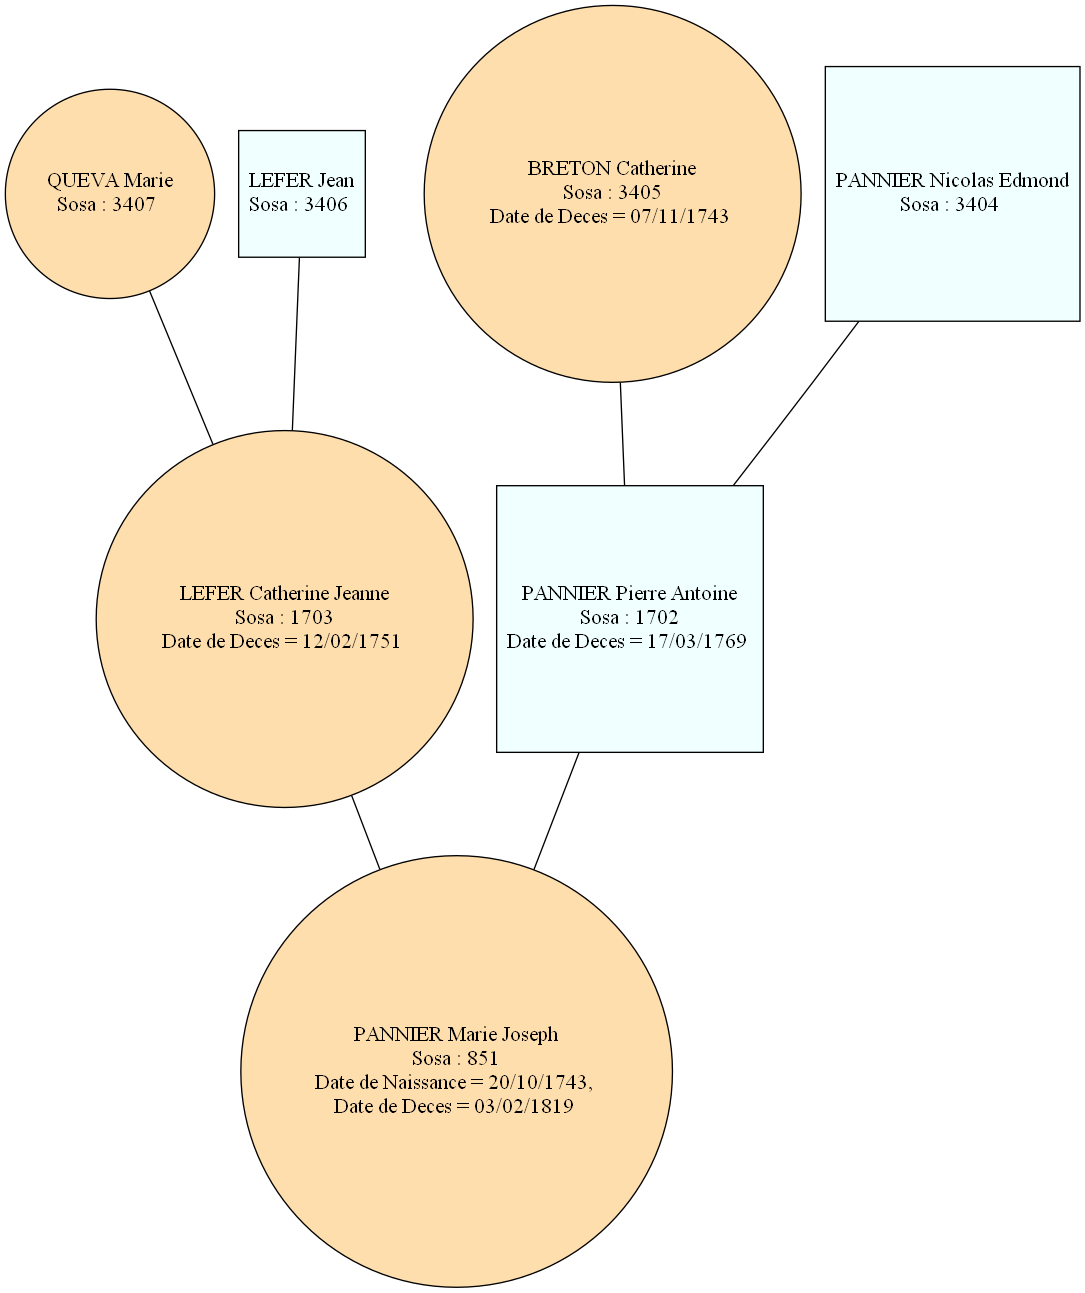 QUEVA Marie
Sosa : 3407
LEFER Jean
Sosa : 3406
BRETON Catherine
Sosa : 3405
Date de Deces = 07/11/1743
PANNIER Nicolas Edmond
Sosa : 3404
LEFER Catherine Jeanne
Sosa : 1703
Date de Deces = 12/02/1751
PANNIER Pierre Antoine
Sosa : 1702
Date de Deces = 17/03/1769
PANNIER Marie Joseph
Sosa : 851
Date de Naissance = 20/10/1743,
Date de Deces = 03/02/1819